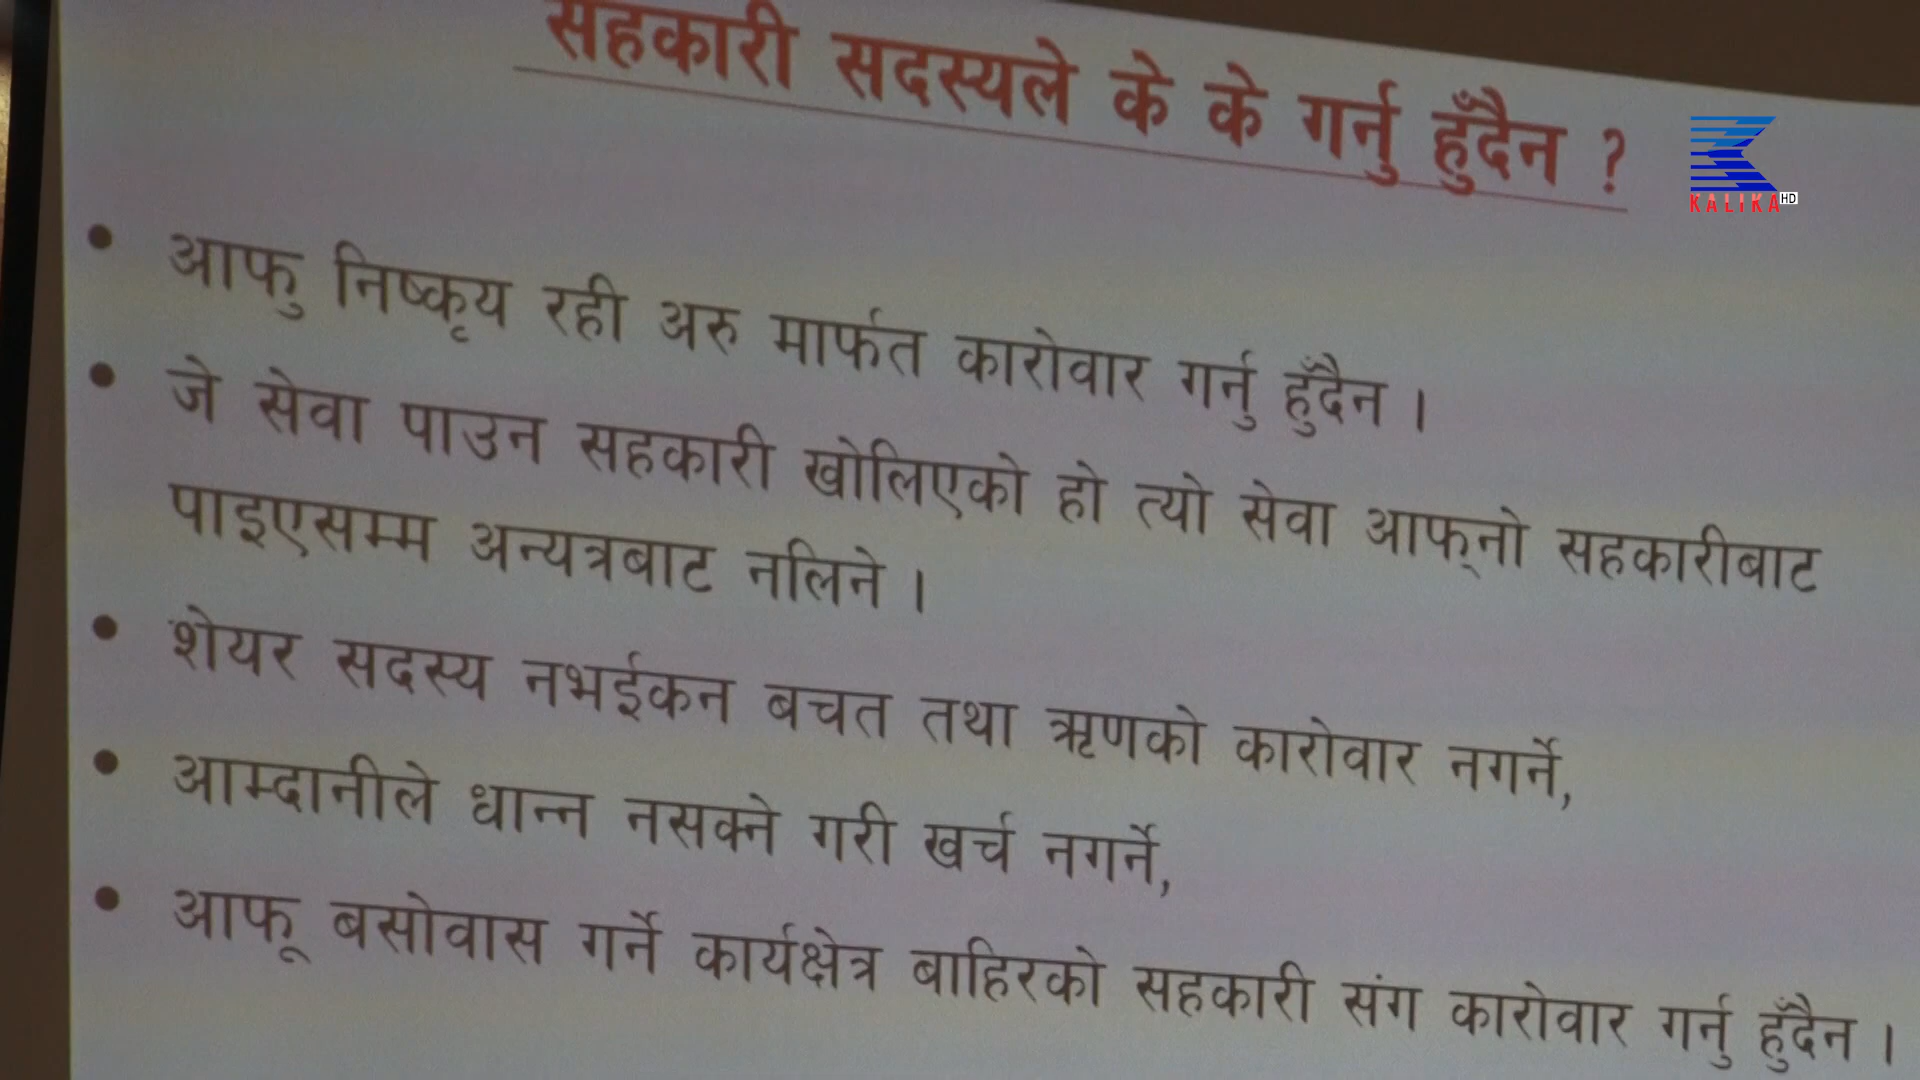 सहकारी सदस्यले के के गर्नु हुँदैन ?
KALIKA HD
• आफु निष्कृय रही अरु मार्फत कारोवार गर्नु हुँदैन ।
• जे सेवा पाउन सहकारी खोलिएको हो त्यो सेवा आफ्‌नो सहकारीबाट
पाइएसम्म अन्यत्रबाट नलिने ।
• शेयर सदस्य नभईकन बचत तथा ऋणको कारोवार नगर्ने,
• आम्दानीले धान्न नसक्ने गरी खर्च नगर्ने,
• आफू बसोवास गर्ने कार्यक्षेत्र बाहिरको सहकारी संग कारोवार गर्नु हुँदैन ।